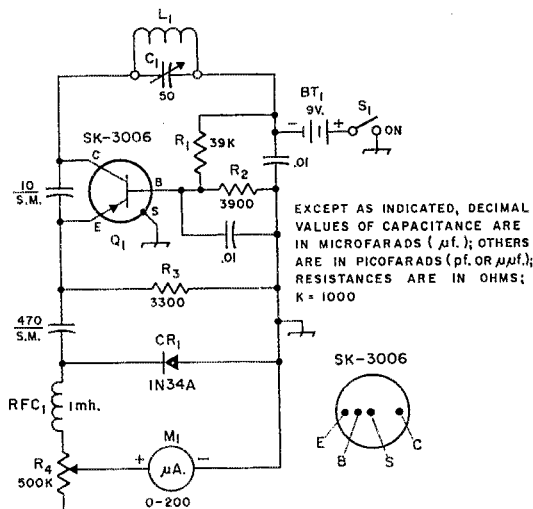 L1
C1
50
BT1
9V.
S1
- +
ON
SK-3006
R1
39K
.01
C
B
E
S
Q1
R2
3900
10
S.M.
.01
EXCEPT AS INDICATED, DECIMAL
VALUES OF CAPACITANCE ARE
IN MICROFARADS (µf.); OTHERS
ARE IN PICOFARADS (pf. OR µµf.);
RESISTANCES ARE IN OHMS;
K = 1000
R3
3300
470
S.M.
CR1
1N34A
SK-3006
E
B
S
C
RFC1
1mh.
M1
+ -
µA.
0-200
R4
500K